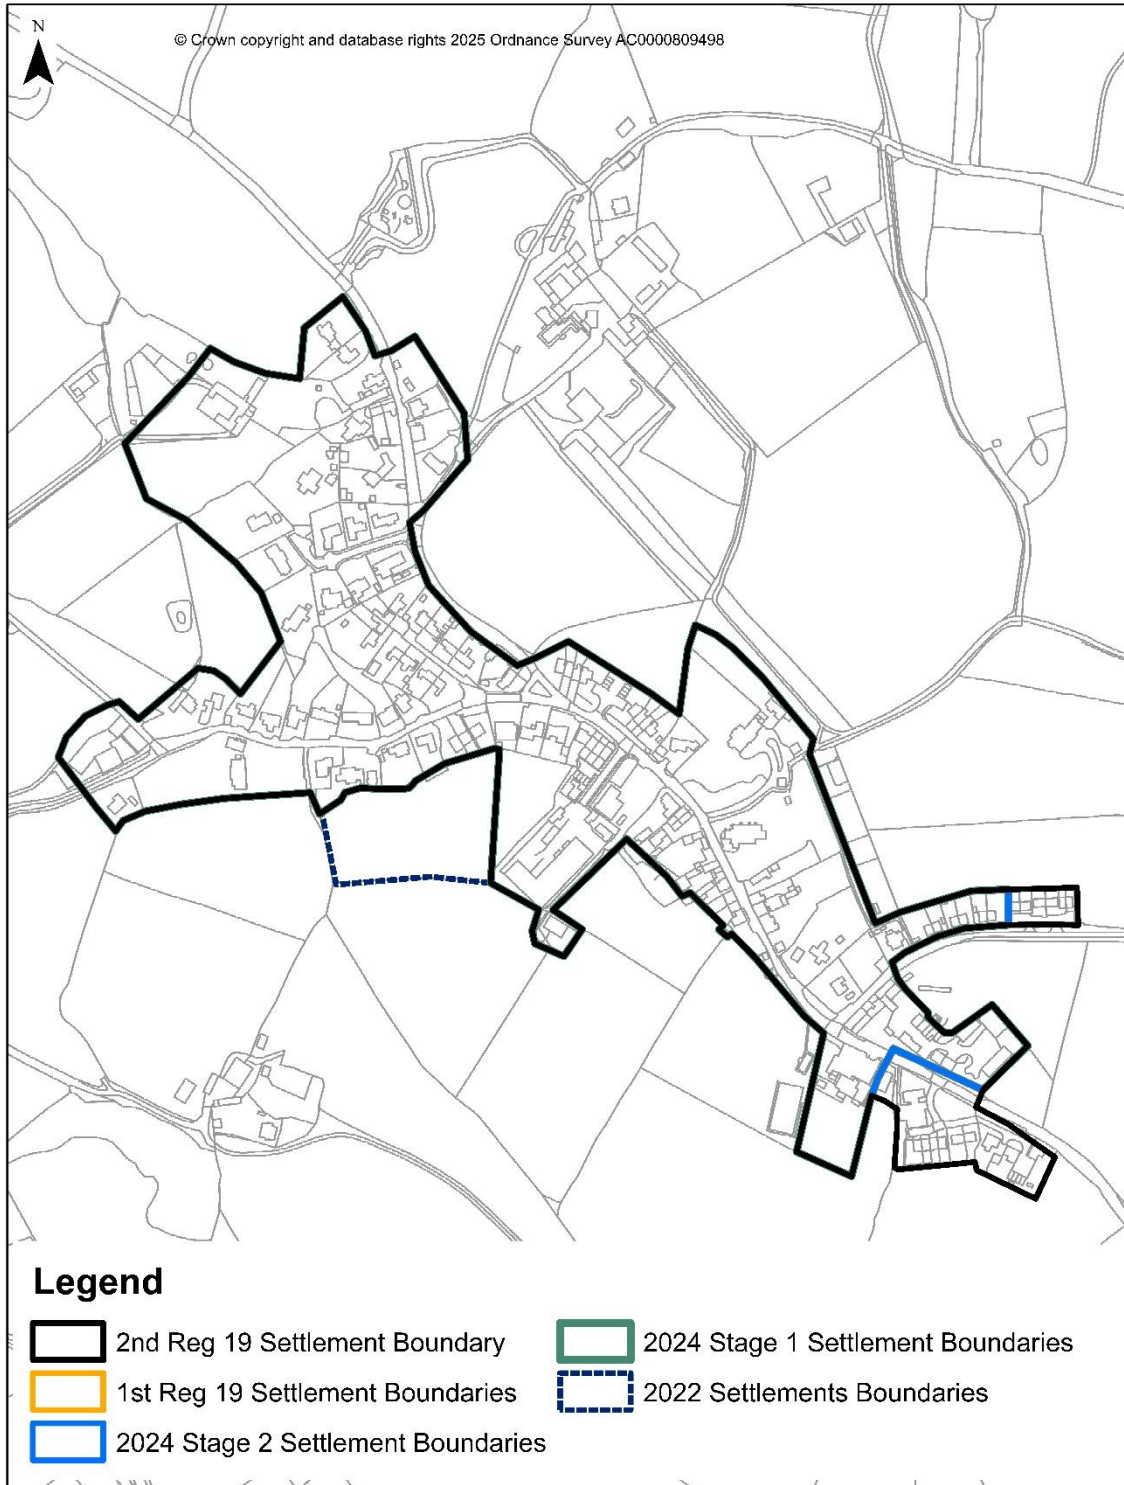 N
© Crown copyright and database rights 2025 Ordnance Survey AC0000809498
Legend
2nd Reg 19 Settlement Boundary
1st Reg 19 Settlement Boundaries
2024 Stage 2 Settlement Boundaries
2024 Stage 1 Settlement Boundaries
2022 Settlements Boundaries